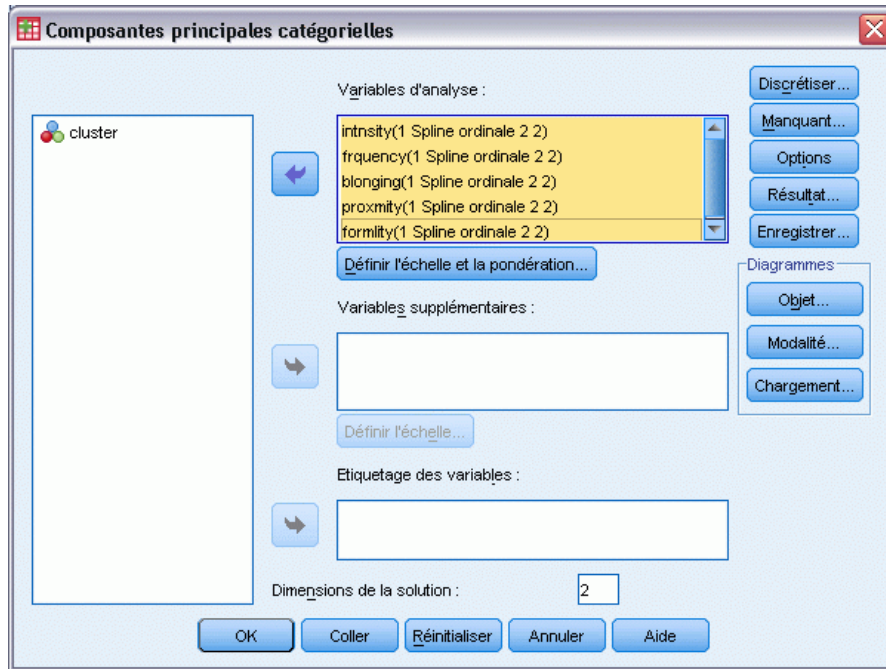 Composantes principales catégorielles
cluster
Variables d'analyse :
intnsity(1 Spline ordinale 2 2)
frquency(1 Spline ordinale 2 2)
blonging(1 Spline ordinale 2 2)
proxmity(1 Spline ordinale 2 2)
formlity(1 Spline ordinale 2 2)
Définir l'échelle et la pondération...
Variables supplémentaires :
Définir l'échelle...
Etiquetage des variables :
Dimensions de la solution :
2
Discrétiser...
Manquant...
Options
Résultat...
Enregistrer...
Diagrammes
Objet...
Modalité...
Chargement...
OK
Coller
Réinitialiser
Annuler
Aide